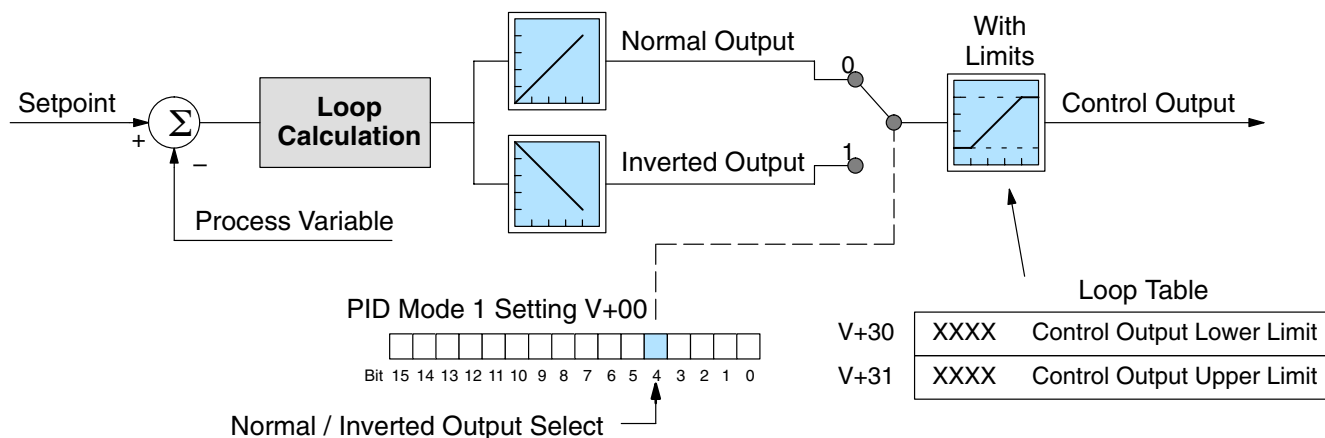 Setpoint
+
Σ
−
Process Variable
Loop
Calculation
Normal Output
Inverted Output
0
1
With
Limits
Control Output
PID Mode 1 Setting V+00
Bit 15 14 13 12 11 10 9 8 7 6 5 4 3 2 1 0
Normal / Inverted Output Select
Loop Table
V+30 XXXX Control Output Lower Limit
V+31 XXXX Control Output Upper Limit